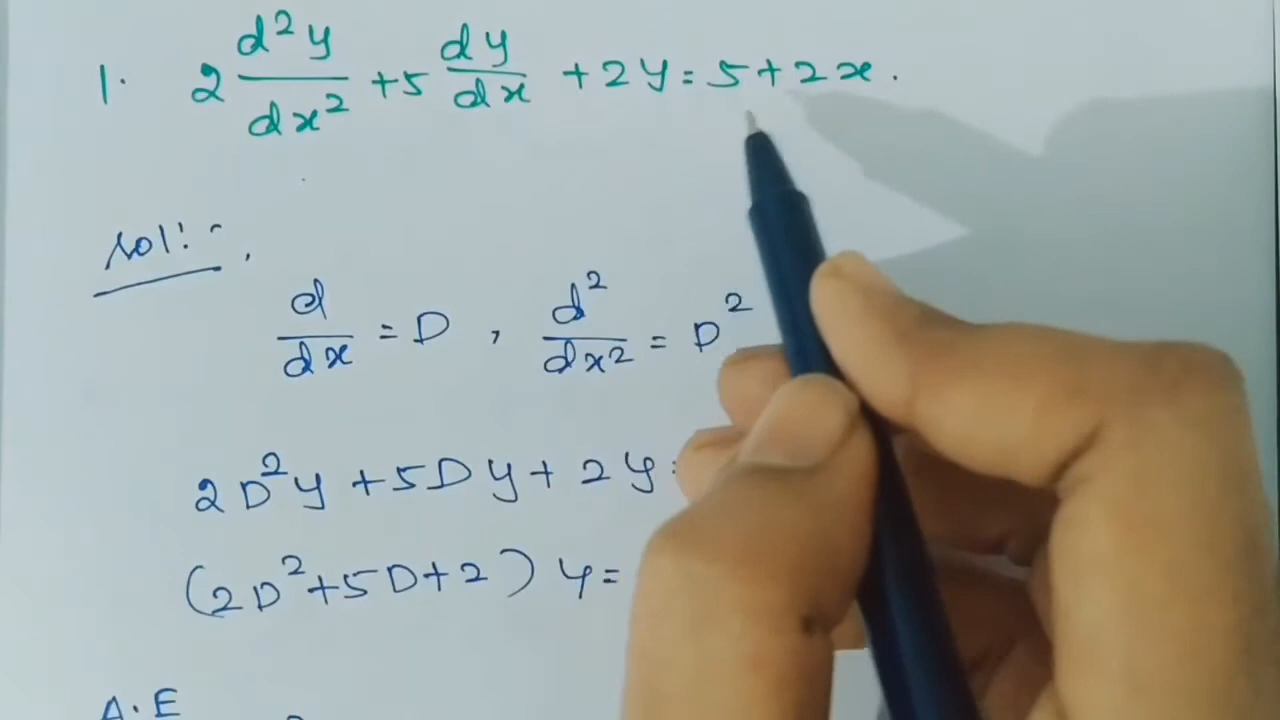 1. 2 d²y/dx² + 5 dy/dx + 2y = 5 + 2x.
Sol:-
d/dx = D , d²/dx² = D²
2D²y + 5Dy + 2y
(2D² + 5D + 2) y =
A.E